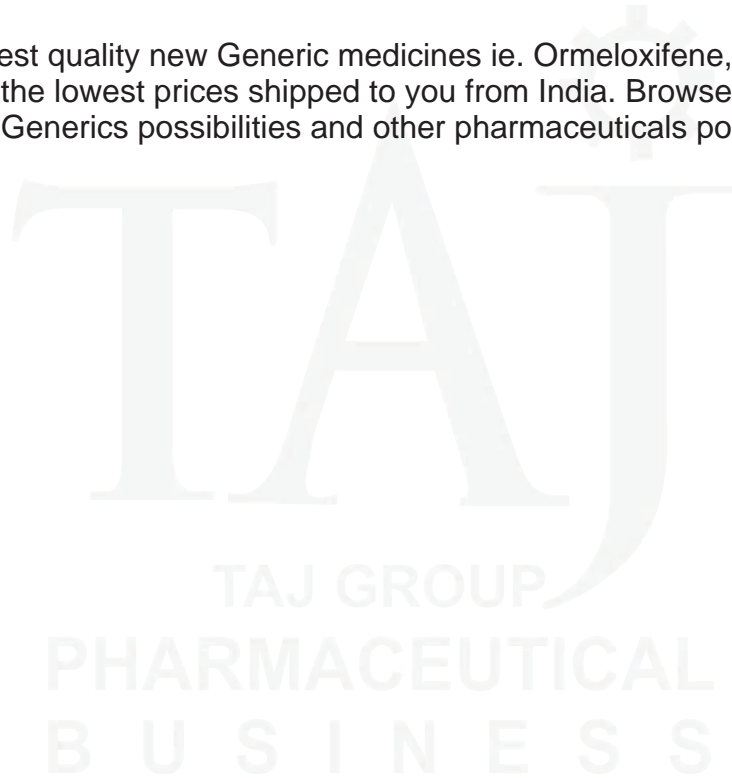 est quality new Generic medicines ie. Ormeloxifene,
the lowest prices shipped to you from India. Browse
Generics possibilities and other pharmaceuticals po
TAJ
TAJ GROUP
PHARMACEUTICAL
BUSINESS